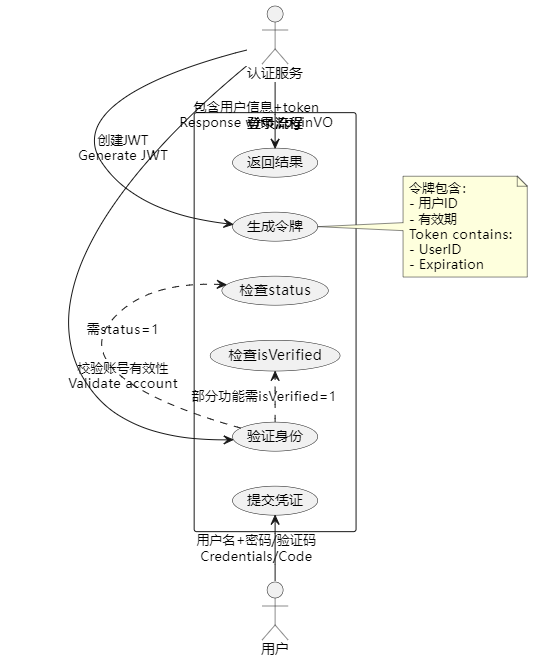 认证服务
包含用户信息+token
登录流程
返回结果
创建JWT
Generate JWT
生成令牌
令牌包含：
- 用户ID
- 有效期
Token contains:
- UserID
- Expiration
检查status
需status=1
检查isVerified
校验账号有效性
Validate account
部分功能需isVerified=1
验证身份
提交凭证
用户名+密码/验证码
Credentials/Code
用户